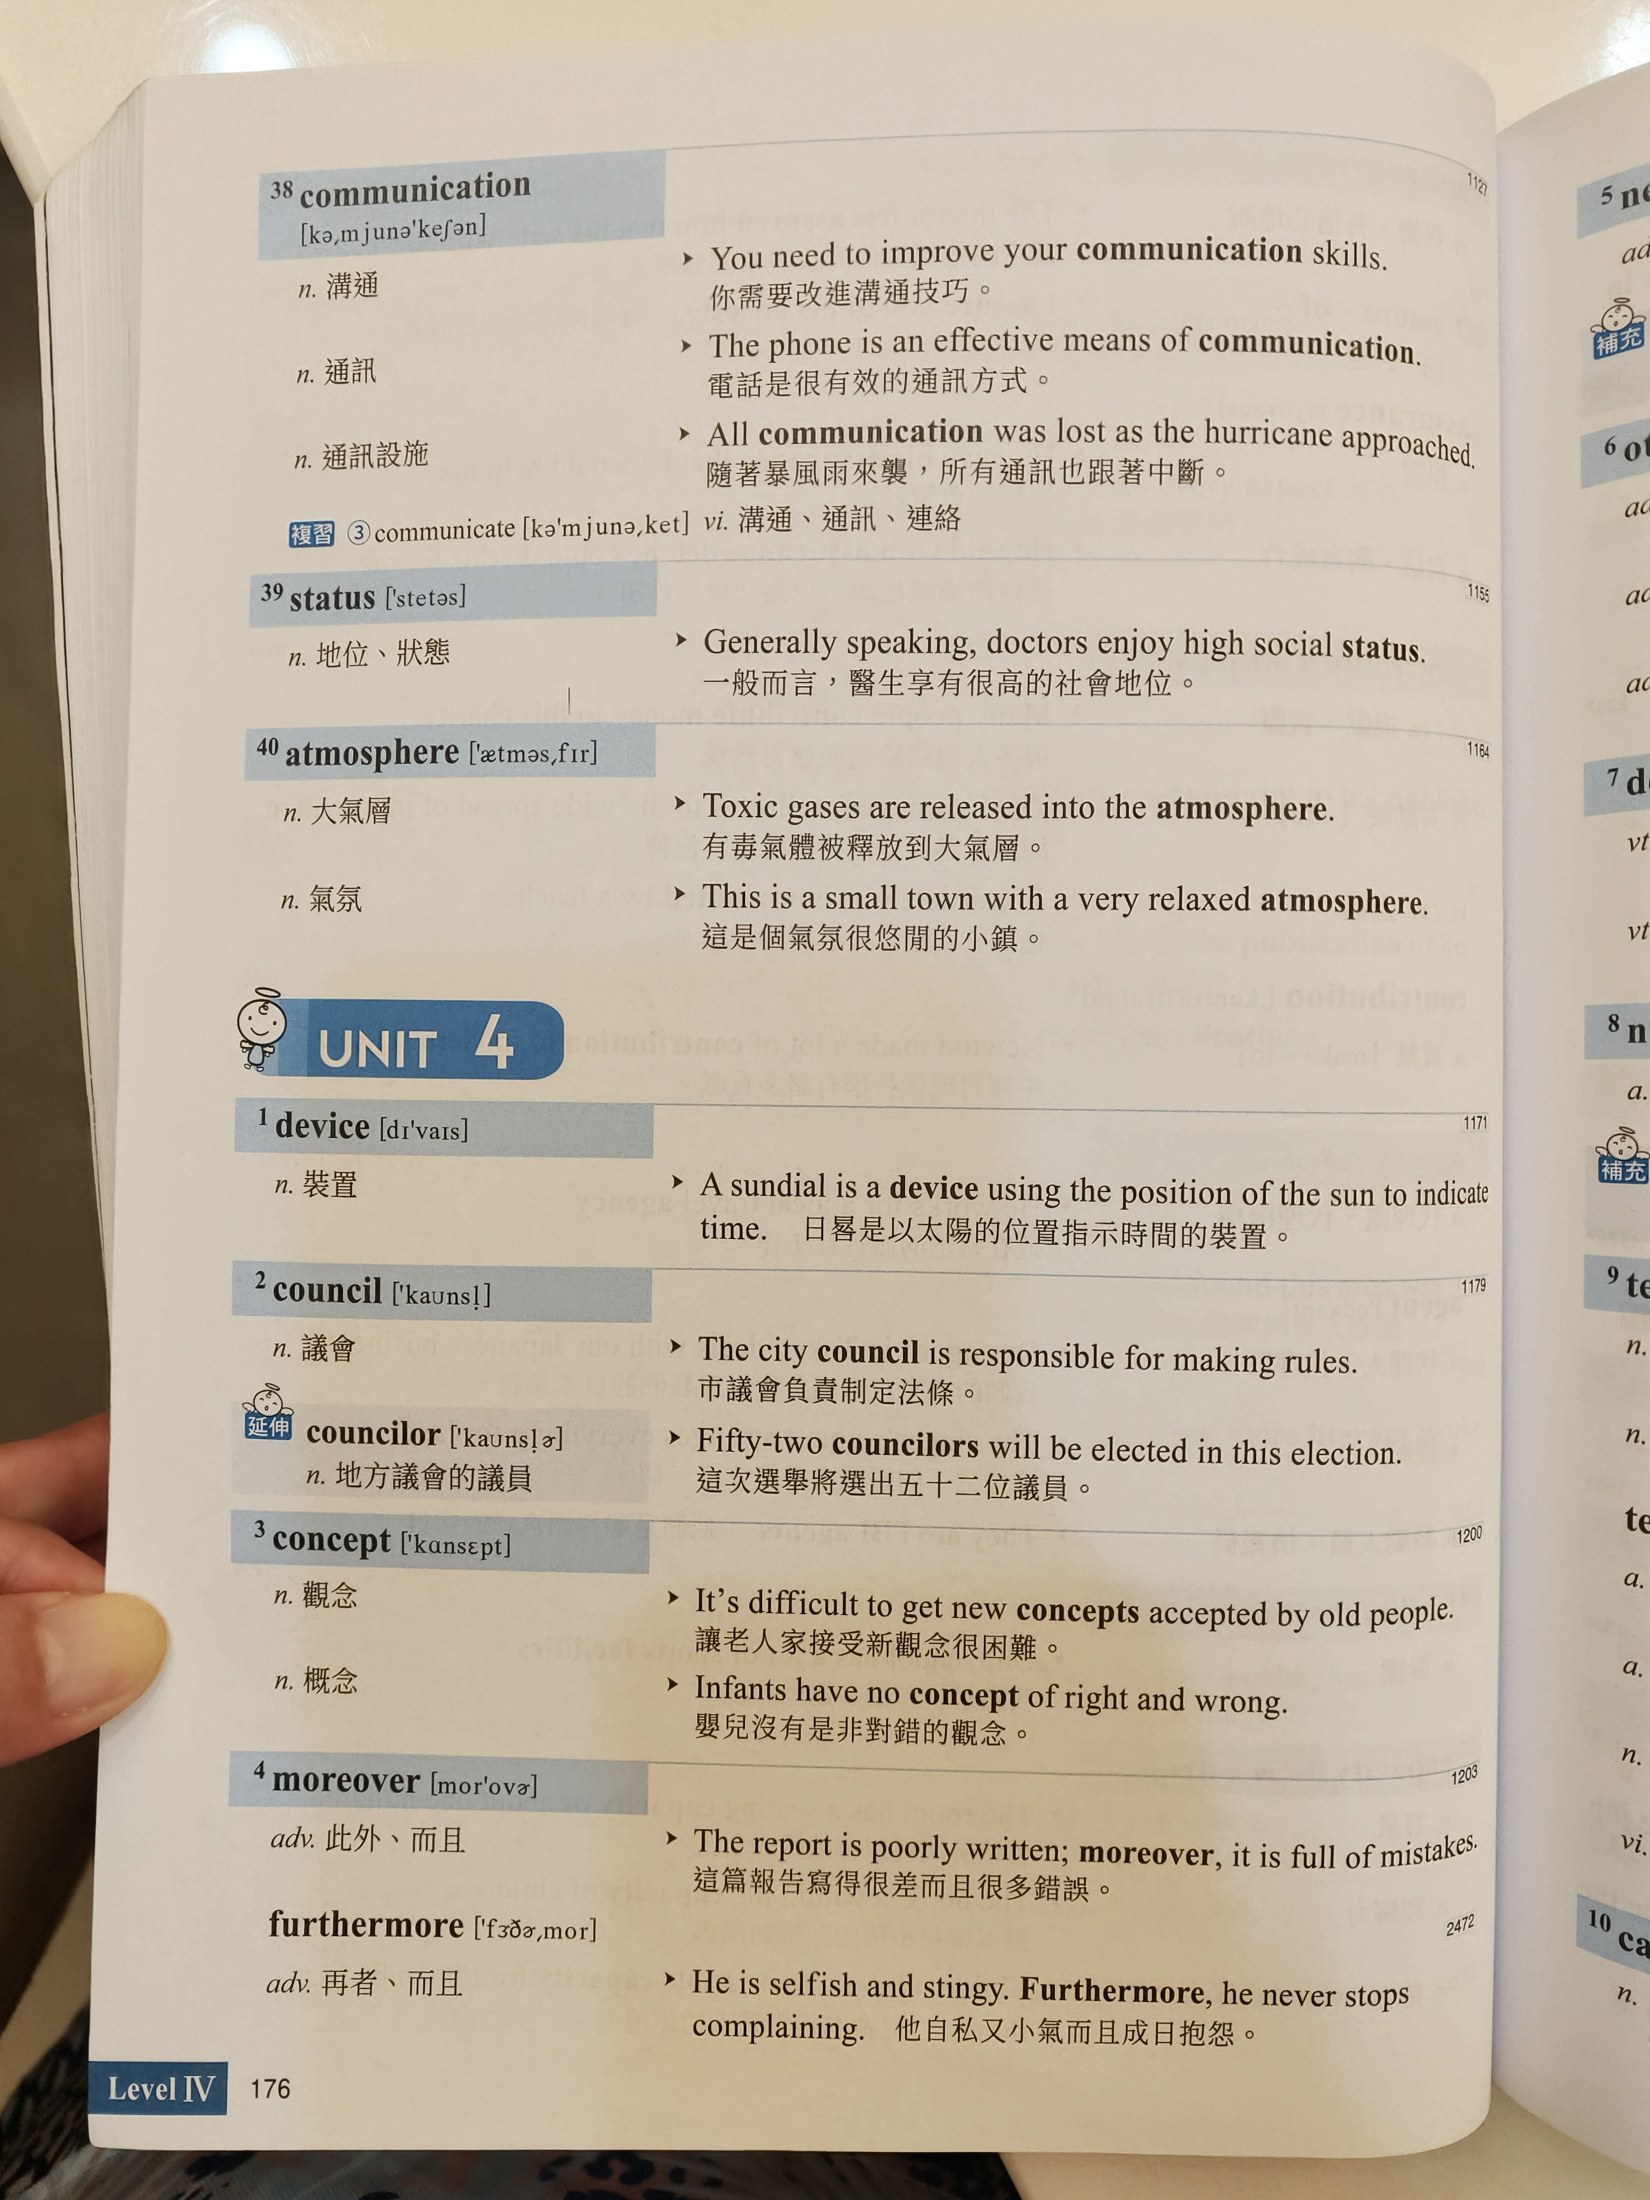 38 communication
1127
[kə͵mjunə'keʃən]
n. 溝通
➤ You need to improve your communication skills.
你需要改進溝通技巧。
n. 通訊
➤ The phone is an effective means of communication.
電話是很有效的通訊方式。
n. 通訊設施
➤ All communication was lost as the hurricane approached.
隨著暴風雨來襲，所有通訊也跟著中斷。
複習 ③communicate [kə'mjunə͵ket] vi. 溝通、通訊、連絡
39 status ['stetəs]
1155
n. 地位、狀態
➤ Generally speaking, doctors enjoy high social status.
一般而言，醫生享有很高的社會地位。
40 atmosphere ['ætməs͵fɪr]
1164
n. 大氣層
➤ Toxic gases are released into the atmosphere.
有毒氣體被釋放到大氣層。
n. 氣氛
➤ This is a small town with a very relaxed atmosphere.
這是個氣氛很悠閒的小鎮。
UNIT 4
1 device [dɪ'vaɪs]
1171
n. 裝置
➤ A sundial is a device using the position of the sun to indicate
time. 日晷是以太陽的位置指示時間的裝置。
2 council ['kaʊnsl̩]
1179
n. 議會
➤ The city council is responsible for making rules.
市議會負責制定法條。
延伸 councilor ['kaʊnsl̩ɚ]
n. 地方議會的議員
➤ Fifty-two councilors will be elected in this election.
這次選舉將選出五十二位議員。
3 concept ['kɑnsɛpt]
1200
n. 觀念
➤ It's difficult to get new concepts accepted by old people.
讓老人家接受新觀念很困難。
n. 概念
➤ Infants have no concept of right and wrong.
嬰兒沒有是非對錯的觀念。
4 moreover [mor'ovɚ]
1203
adv. 此外、而且
➤ The report is poorly written; moreover, it is full of mistakes.
這篇報告寫得很差而且很多錯誤。
furthermore ['fɝðɚ͵mor]
2472
adv. 再者、而且
➤ He is selfish and stingy. Furthermore, he never stops
complaining. 他自私又小氣而且成日抱怨。
Level IV 176
5
補充
6
7
vt
vt
8
a.
補充
9
n.
n.
a.
a.
n.
vi.
10
n.